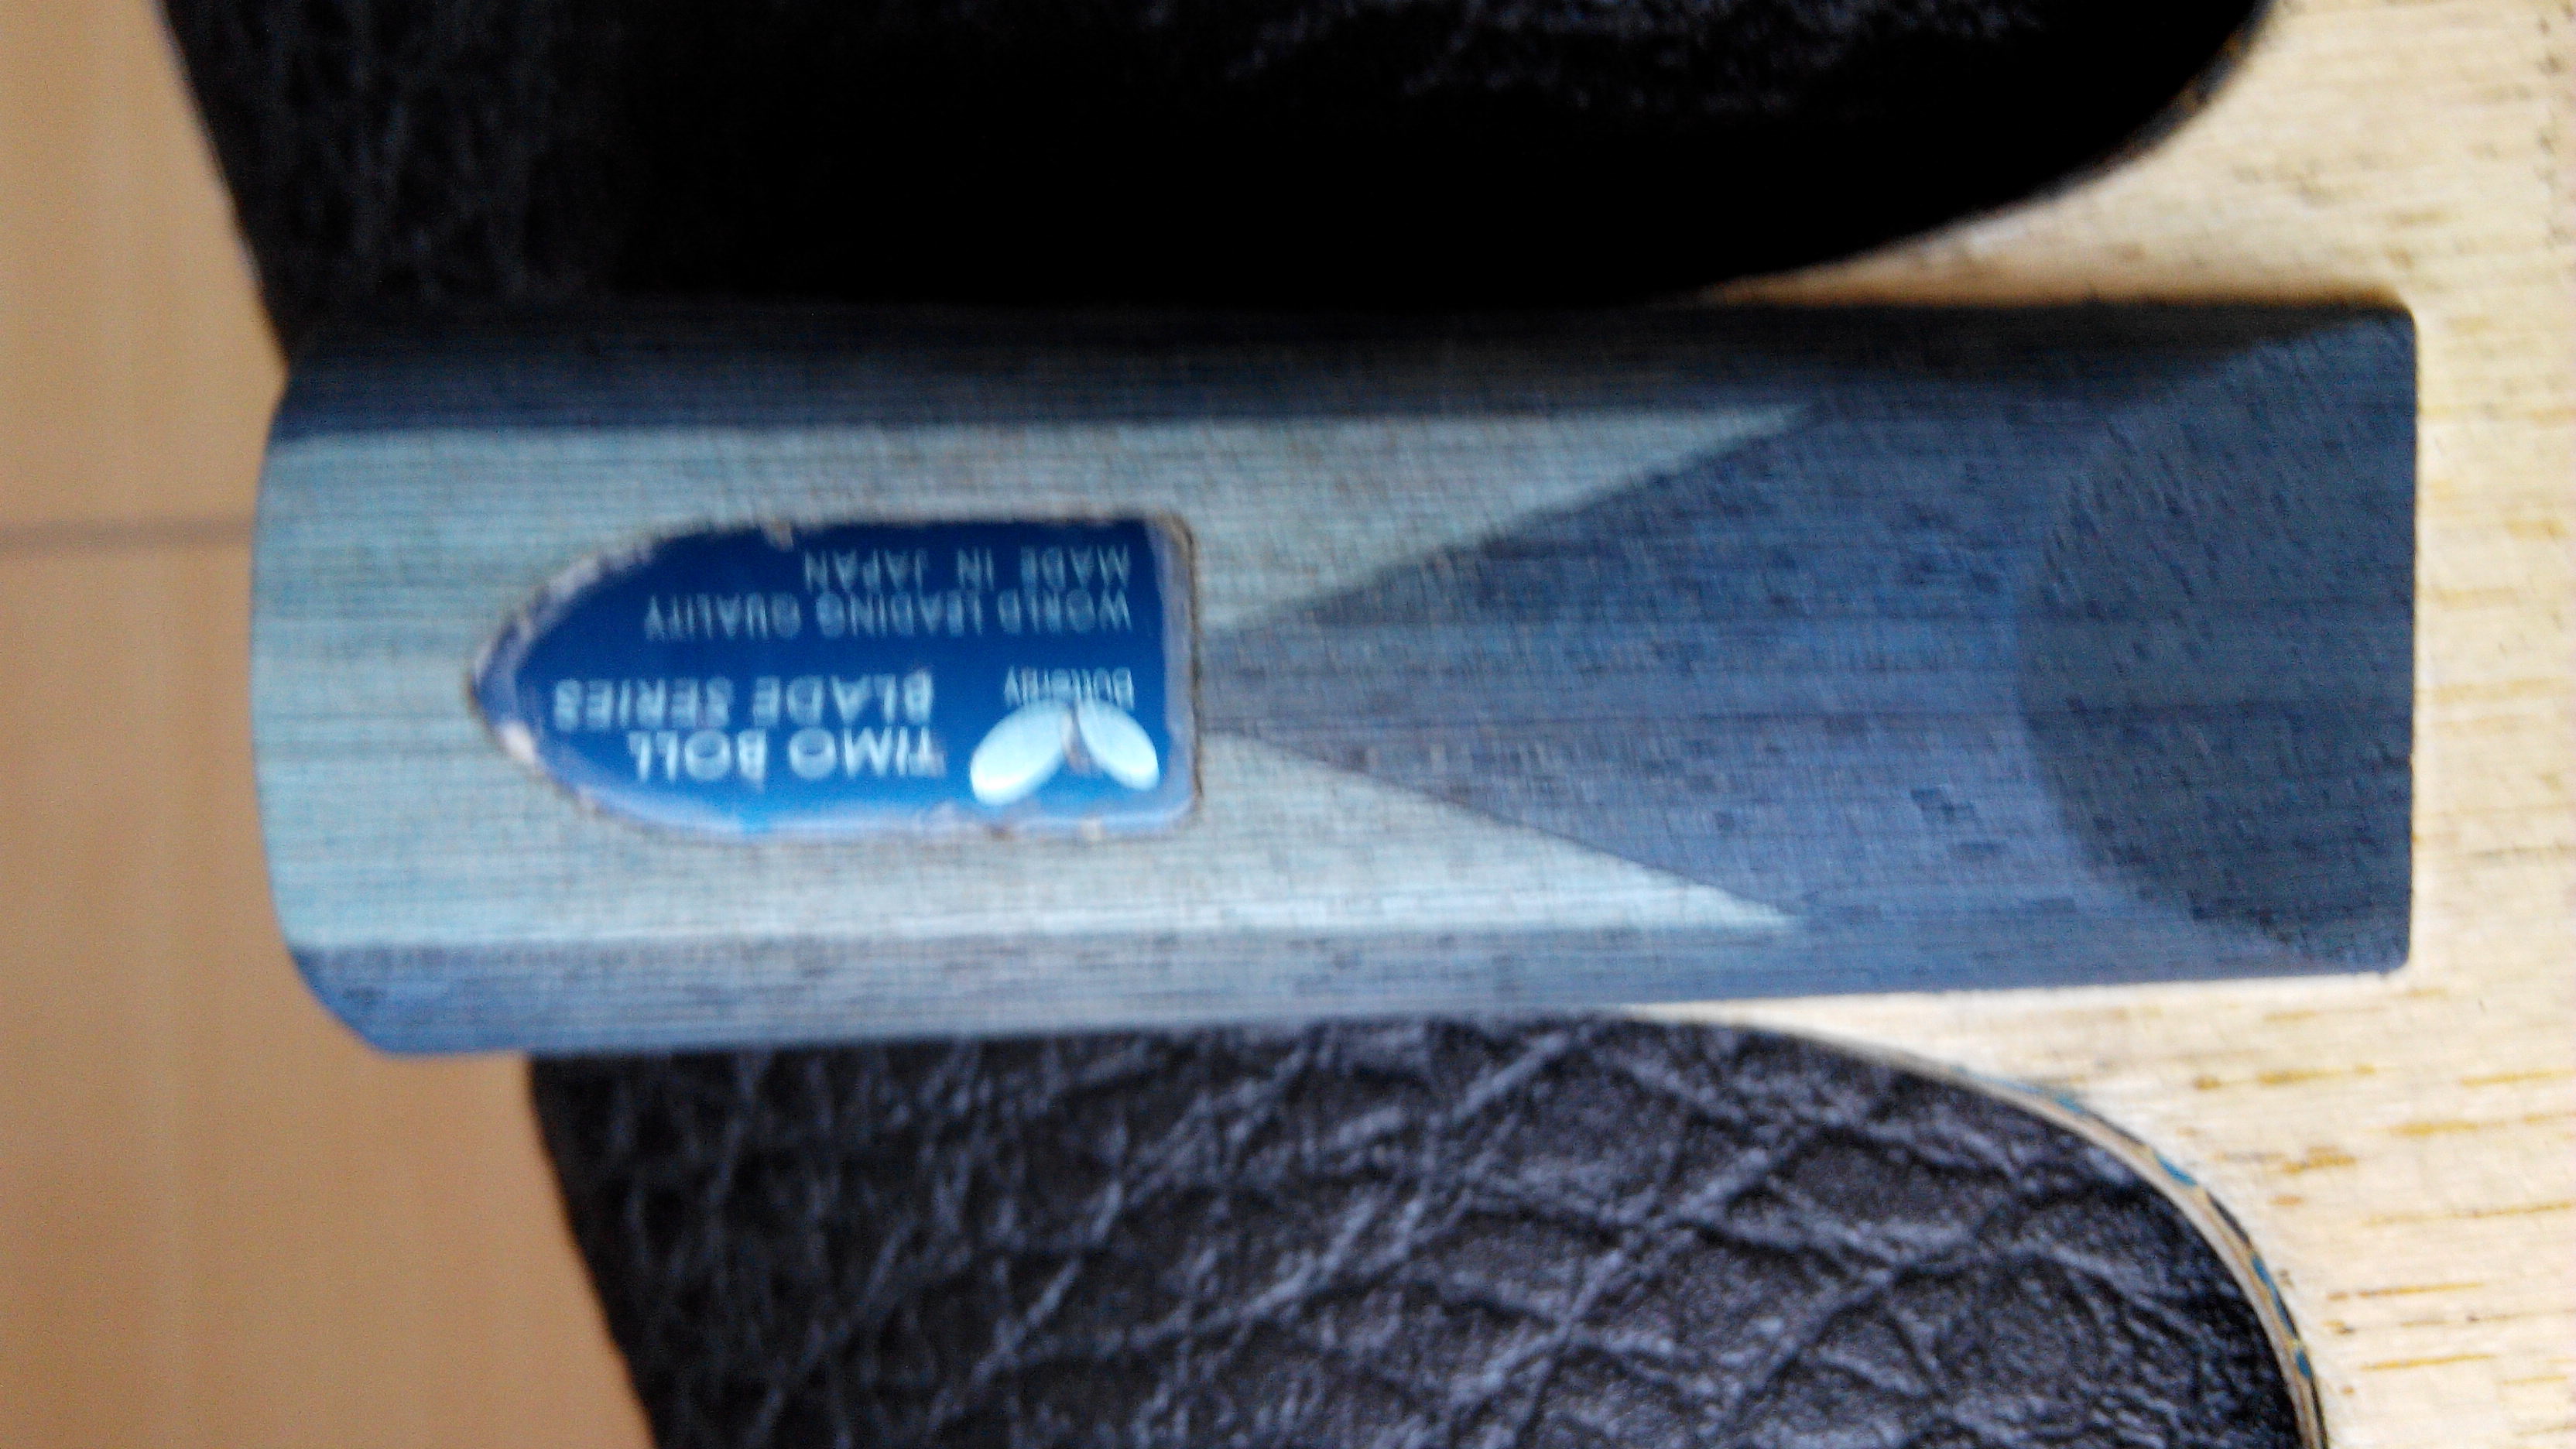 Butterfly
TIMO BOLL
BLADE SERIES
WORLD LEADING QUALITY
MADE IN JAPAN